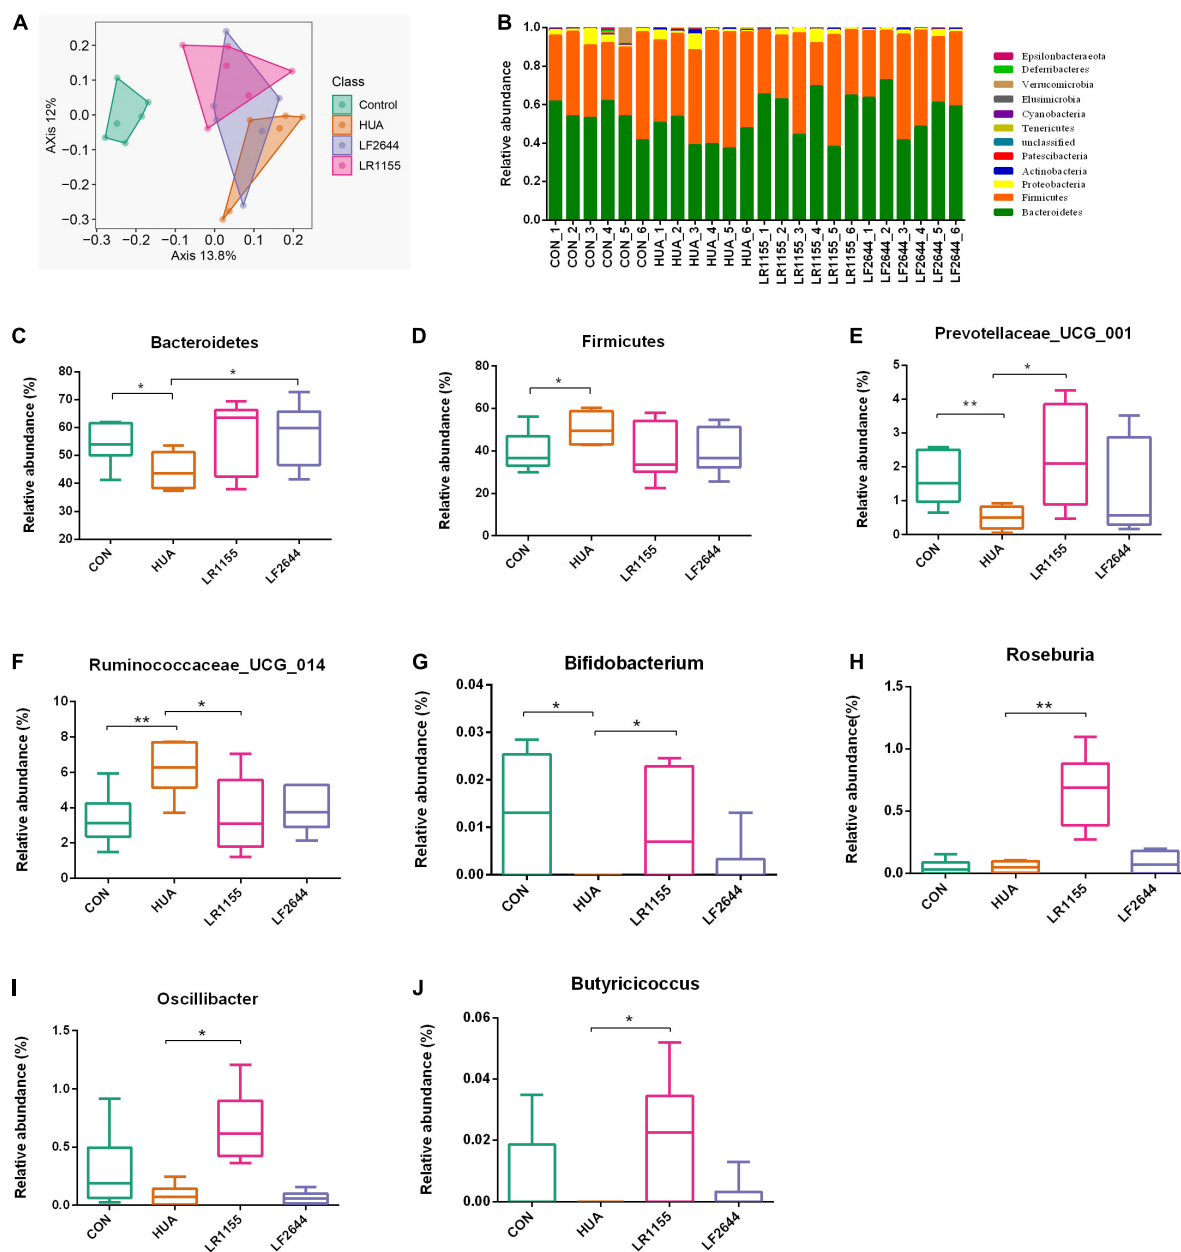 A
AXis 12%
0.2
0.1
0.0
−0.1
−0.2
−0.3
−0.3
−0.2
−0.1
0.0
0.1
0.2
Axis 13.8%
Class
Control
HUA
LF2644
LR1155
B
Relative abundance
1.0
0.8
0.6
0.4
0.2
0.0
CON_1
CON_2
CON_3
CON_4
CON_5
CON_6
HUA_1
HUA_2
HUA_3
HUA_4
HUA_5
HUA_6
LR1155_1
LR1155_2
LR1155_3
LR1155_4
LR1155_5
LR1155_6
LF2644_1
LF2644_2
LF2644_3
LF2644_4
LF2644_5
LF2644_6
Epsilonbacteraeota
Deferribacteres
Verrucomicrobia
Elusimicrobia
Cyanobacteria
Tenericutes
unclassified
Patescibacteria
Actinobacteria
Proteobacteria
Firmicutes
Bacteroidetes
C
Bacteroidetes
Relative abundance (%)
80
70
60
50
40
30
20
*
*
CON
HUA
LR1155
LF2644
D
Firmicutes
Relative abundance (%)
80
60
40
20
0
*
CON
HUA
LR1155
LF2644
E
Prevotellaceae_UCG_001
Relative abundance (%)
5
4
3
2
1
0
**
*
CON
HUA
LR1155
LF2644
F
Ruminococcaceae_UCG_014
Relative abundance (%)
10
8
6
4
2
0
**
*
CON
HUA
LR1155
LF2644
G
Bifidobacterium
Relative abundance (%)
0.04
0.03
0.02
0.01
0.00
*
*
CON
HUA
LR1155
LF2644
H
Roseburia
Relative abundance(%)
1.5
1.0
0.5
0.0
**
CON
HUA
LR1155
LF2644
I
Oscillibacter
Relative abundance (%)
1.5
1.0
0.5
0.0
*
CON
HUA
LR1155
LF2644
J
Butyricicoccus
Relative abundance (%)
0.06
0.04
0.02
0.00
*
CON
HUA
LR1155
LF2644